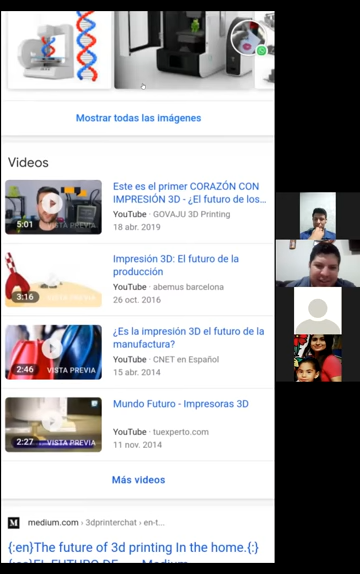 Mostrar todas las imágenes
Videos
Este es el primer CORAZÓN CON
IMPRESIÓN 3D - ¿El futuro de los...
YouTube · GOVAJU 3D Printing
18 abr. 2019
5:01
VISTA PREVIA
Impresión 3D: El futuro de la
producción
YouTube · abemus barcelona
26 oct. 2016
3:16
¿Es la impresión 3D el futuro de la
manufactura?
YouTube · CNET en Español
15 abr. 2014
2:46
VISTA PREVIA
Mundo Futuro - Impresoras 3D
YouTube · tuexperto.com
11 nov. 2014
2:27
VISTA PREVIA
Más videos
M
medium.com › 3dprinterchat › en-t...
{:en}The future of 3d printing In the home.{:}